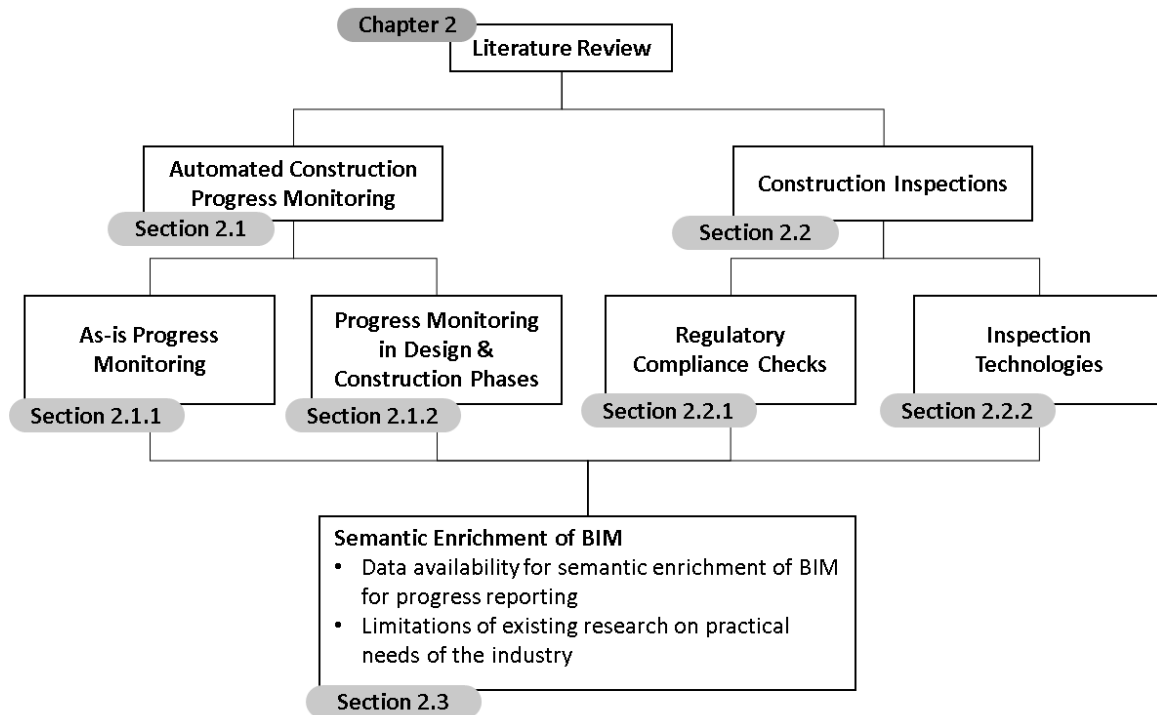 Chapter 2
Literature Review
Automated Construction
Progress Monitoring
Section 2.1
Construction Inspections
Section 2.2
As-is Progress
Monitoring
Section 2.1.1
Progress Monitoring
in Design &
Construction Phases
Section 2.1.2
Regulatory
Compliance Checks
Section 2.2.1
Inspection
Technologies
Section 2.2.2
Semantic Enrichment of BIM
• Data availability for semantic enrichment of BIM
for progress reporting
• Limitations of existing research on practical
needs of the industry
Section 2.3